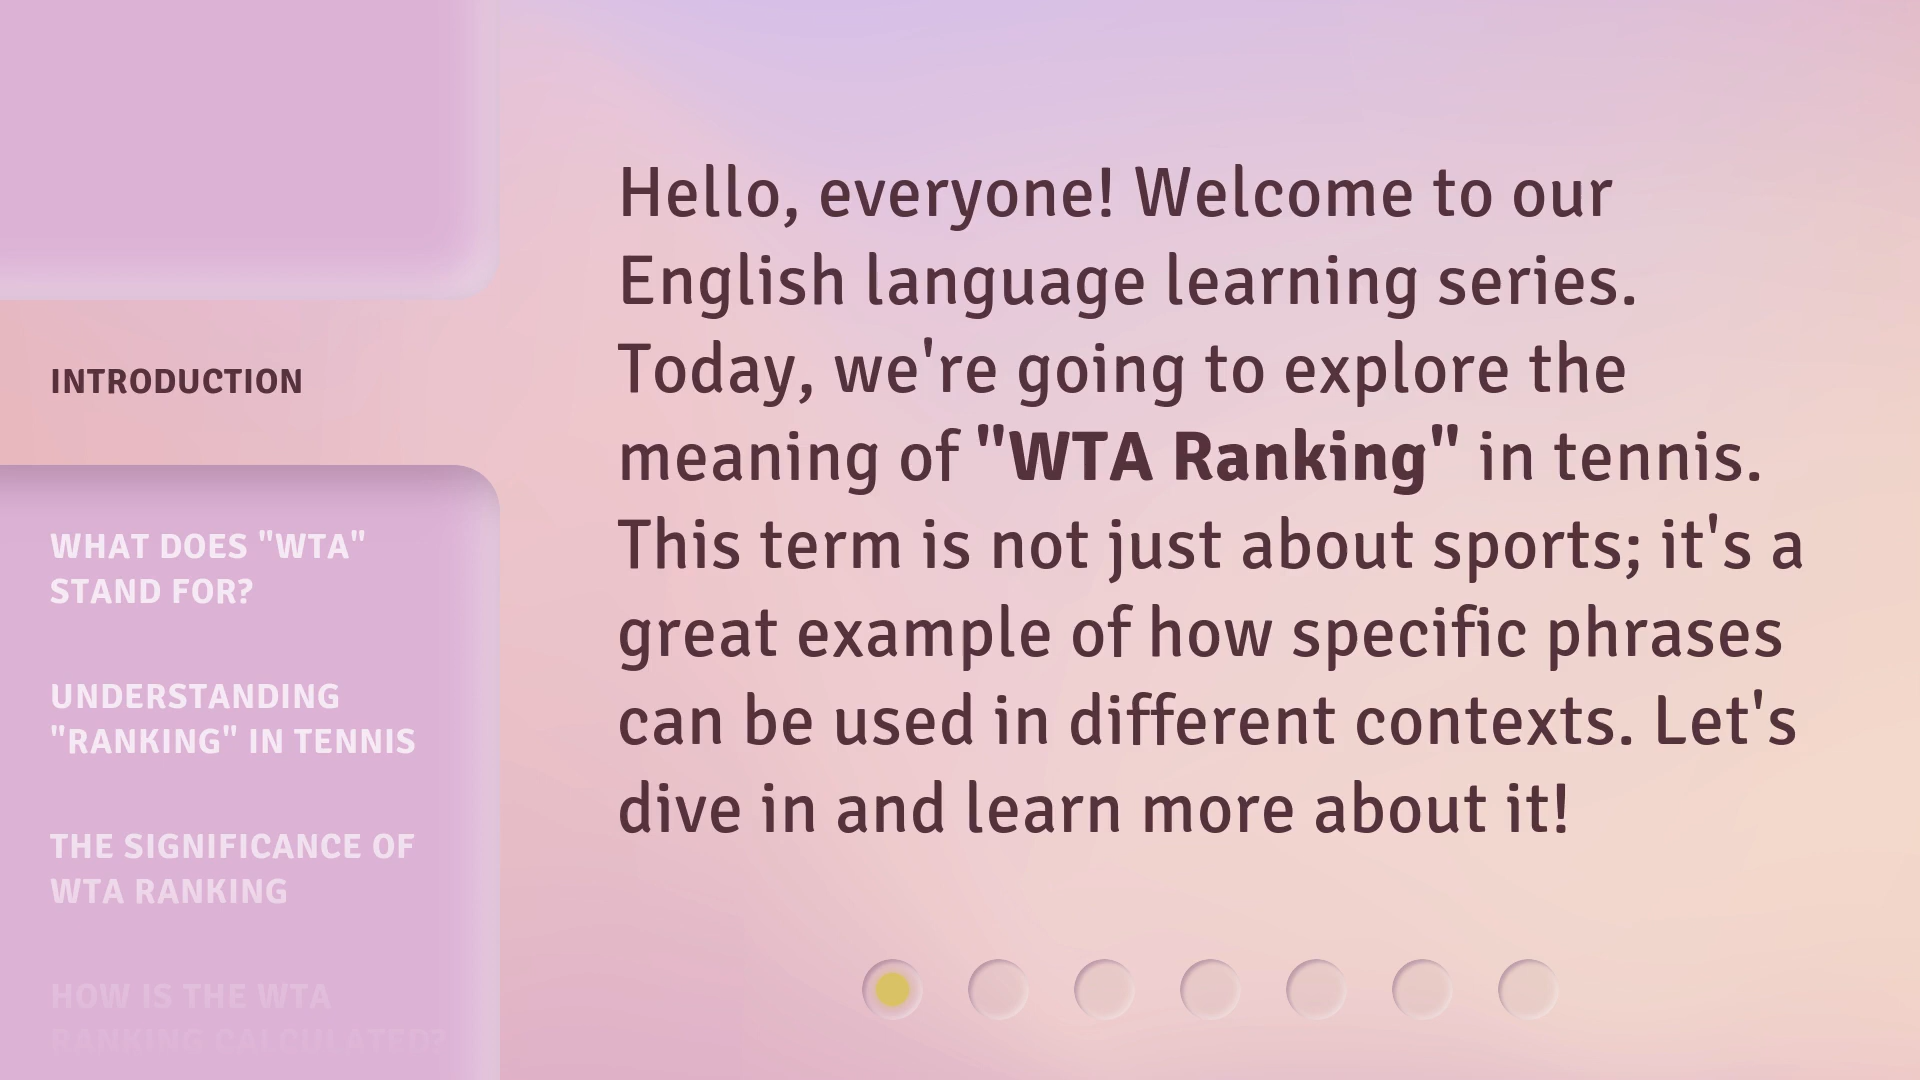 INTRODUCTION
WHAT DOES "WTA"
STAND FOR?
UNDERSTANDING
"RANKING" IN TENNIS
THE SIGNIFICANCE OF
WTA RANKING
HOW IS THE WTA
RANKING CALCULATED?
Hello, everyone! Welcome to our
English language learning series.
Today, we're going to explore the
meaning of "WTA Ranking" in tennis.
This term is not just about sports; it's a
great example of how specific phrases
can be used in different contexts. Let's
dive in and learn more about it!